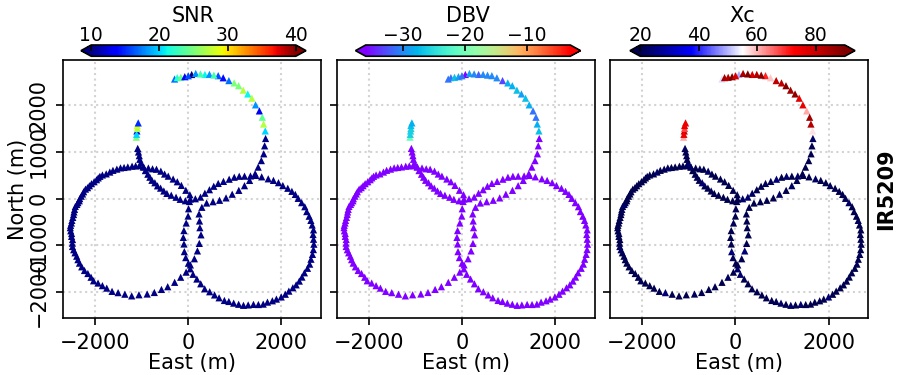 SNR DBV Xc
10 20 30 40 −30 −20 −10 20 40 60 80
North (m)
2000
1000
0
−1000
−2000
−2000 0 2000 −2000 0 2000 −2000 0 2000
East (m) East (m) East (m)
IR5209